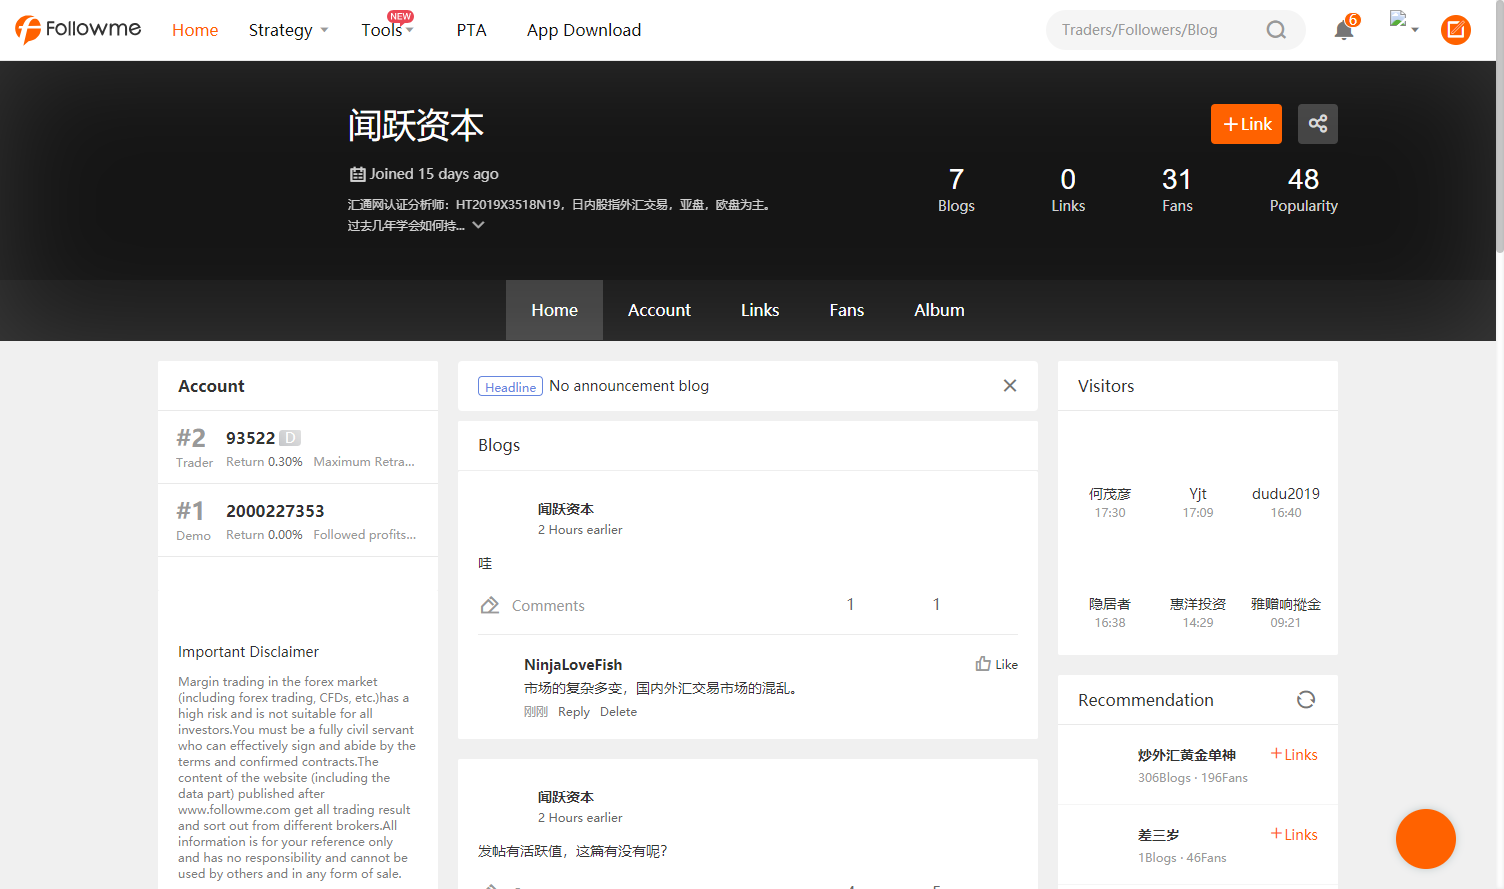 Followme
Home
Strategy
Tools
NEW
PTA
App Download
Traders/Followers/Blog
6
闻跃资本
+Link
Joined 15 days ago
汇通网认证分析师：HT2019X3518N19，日内股指外汇交易，亚盘，欧盘为主。
过去几年学会如何持...
7
Blogs
0
Links
31
Fans
48
Popularity
Home
Account
Links
Fans
Album
Account
#2
Trader
93522 D
Return 0.30% Maximum Retra...
#1
Demo
2000227353
Return 0.00% Followed profits...
Important Disclaimer
Margin trading in the forex market
(including forex trading, CFDs, etc.)has a
high risk and is not suitable for all
investors.You must be a fully civil servant
who can effectively sign and abide by the
terms and confirmed contracts.The
content of the website (including the
data part) published after
www.followme.com get all trading result
and sort out from different brokers.All
information is for your reference only
and has no responsibility and cannot be
used by others and in any form of sale.
Headline No announcement blog
Blogs
闻跃资本
2 Hours earlier
哇
Comments
1
1
NinjaLoveFish
Like
市场的复杂多变，国内外汇交易市场的混乱。
刚刚 Reply Delete
闻跃资本
2 Hours earlier
发帖有活跃值，这篇有没有呢？
Visitors
何茂彦
17:30
Yjt
17:09
dudu2019
16:40
隐居者
16:38
惠洋投资
14:29
雅赠响摐金
09:21
Recommendation
炒外汇黄金单神
+Links
306Blogs · 196Fans
差三岁
+Links
1Blogs · 46Fans